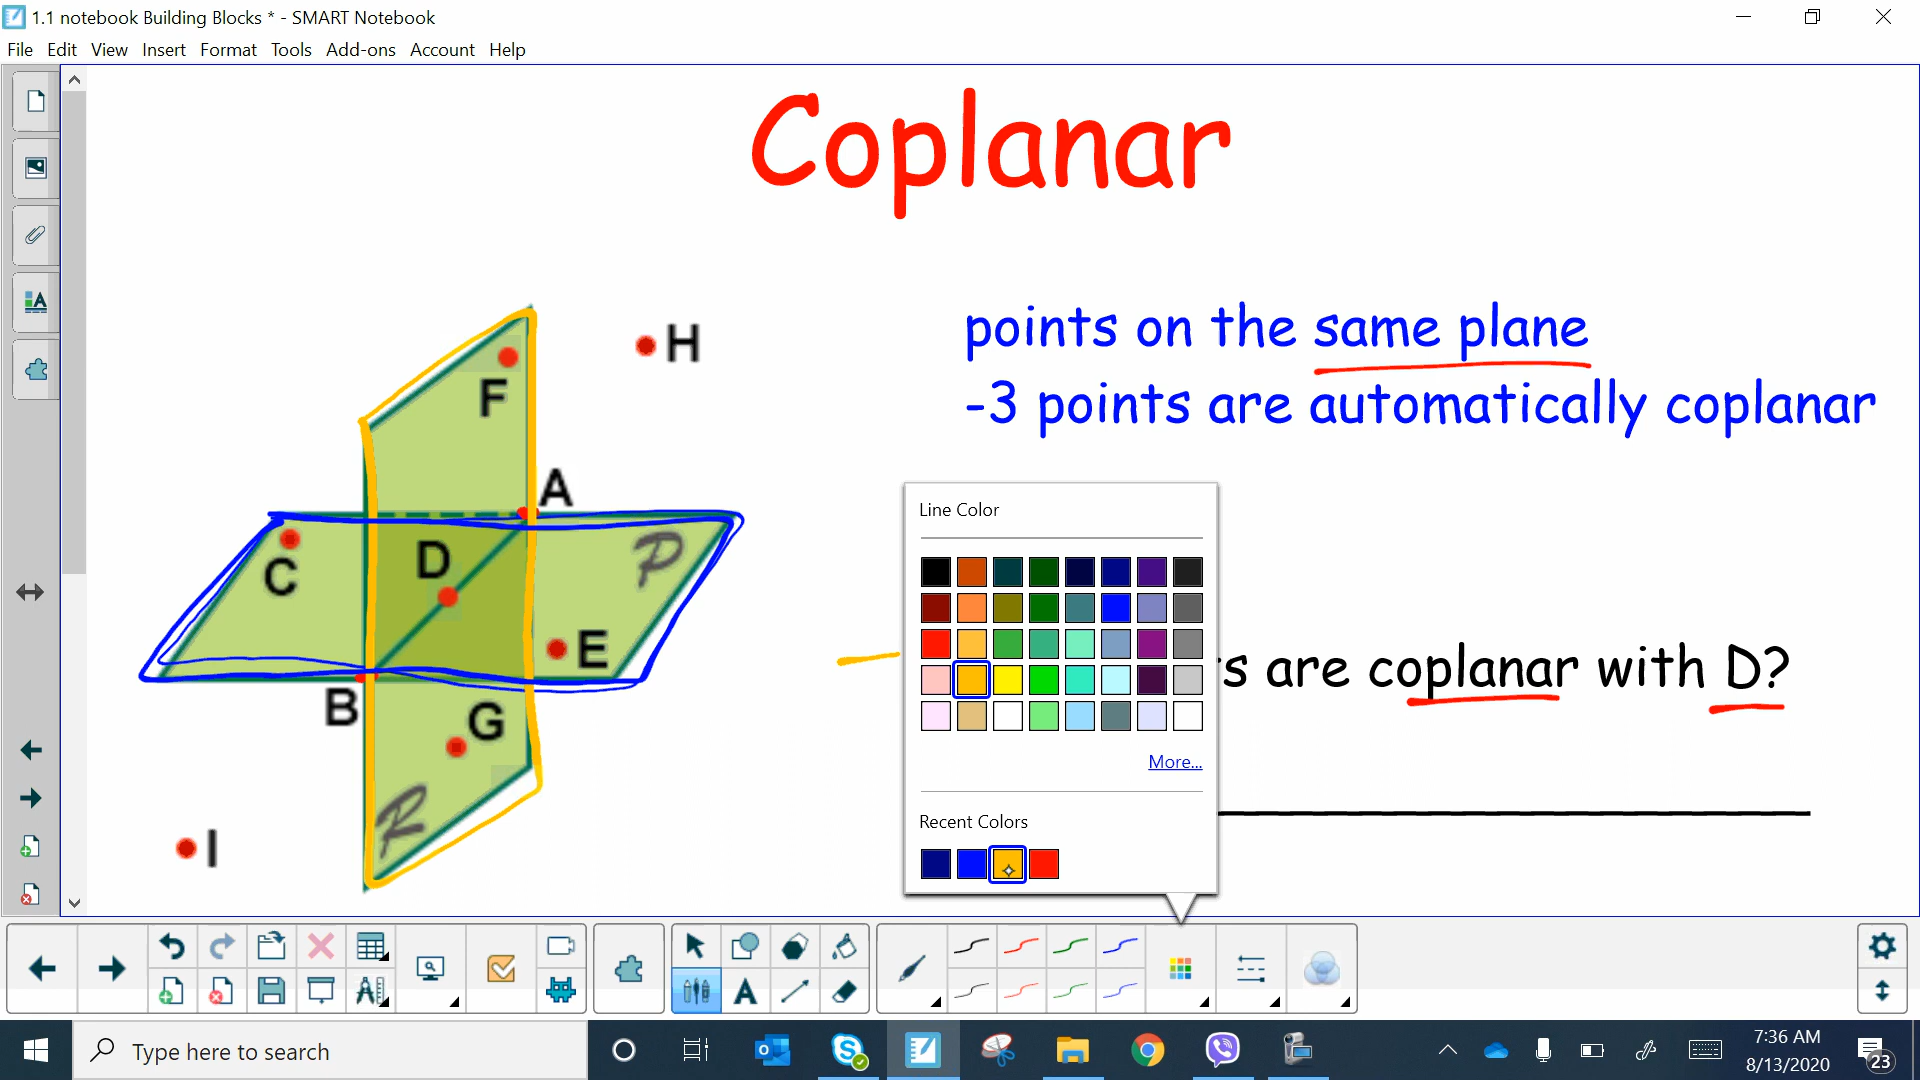 1.1 notebook Building Blocks * - SMART Notebook
File Edit View Insert Format Tools Add-ons Account Help
Coplanar
points on the same plane
-3 points are automatically coplanar
H
F
A
C
D
P
E
B
G
R
I
Line Color
More...
Recent Colors
s are coplanar with D?
Type here to search
7:36 AM
8/13/2020
23